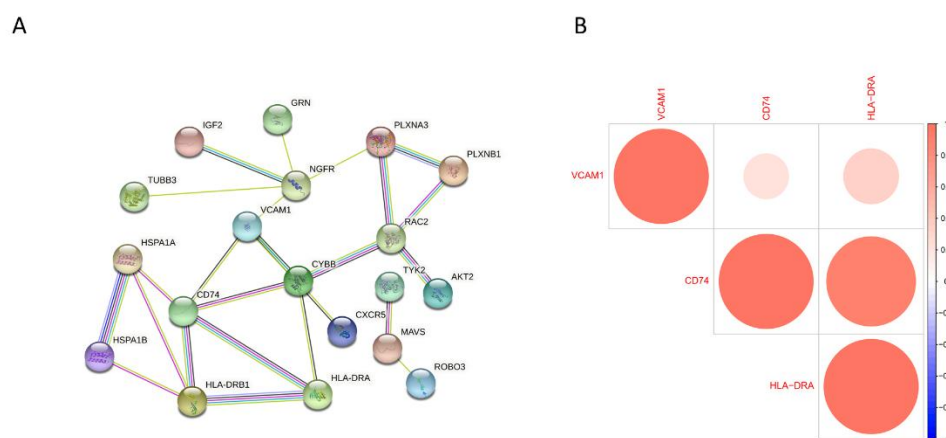 A
B
GRN
IGF2
PLXNA3
PLXNB1
NGFR
TUBB3
VCAM1
RAC2
HSPA1A
CYBB
TYK2
AKT2
CD74
CXCR5
MAVS
HSPA1B
ROBO3
HLA-DRB1
HLA-DRA
VCAM1
CD74
HLA−DRA
VCAM1
CD74
HLA−DRA